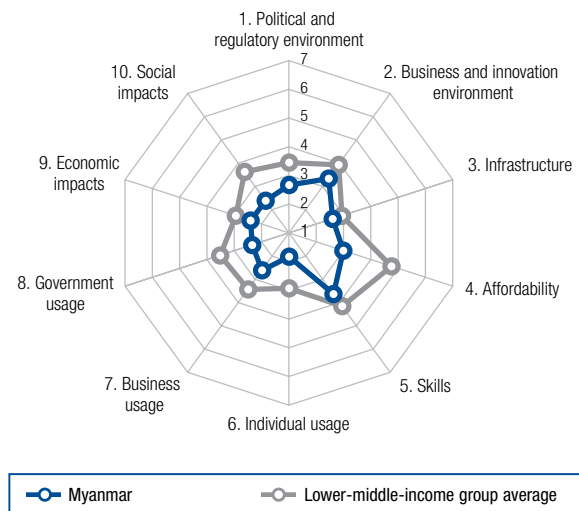 1. Political and
regulatory environment
2. Business and innovation
environment
3. Infrastructure
4. Affordability
5. Skills
6. Individual usage
7. Business
usage
8. Government
usage
9. Economic
impacts
10. Social
impacts
7
6
5
4
3
2
1
Myanmar
Lower-middle-income group average